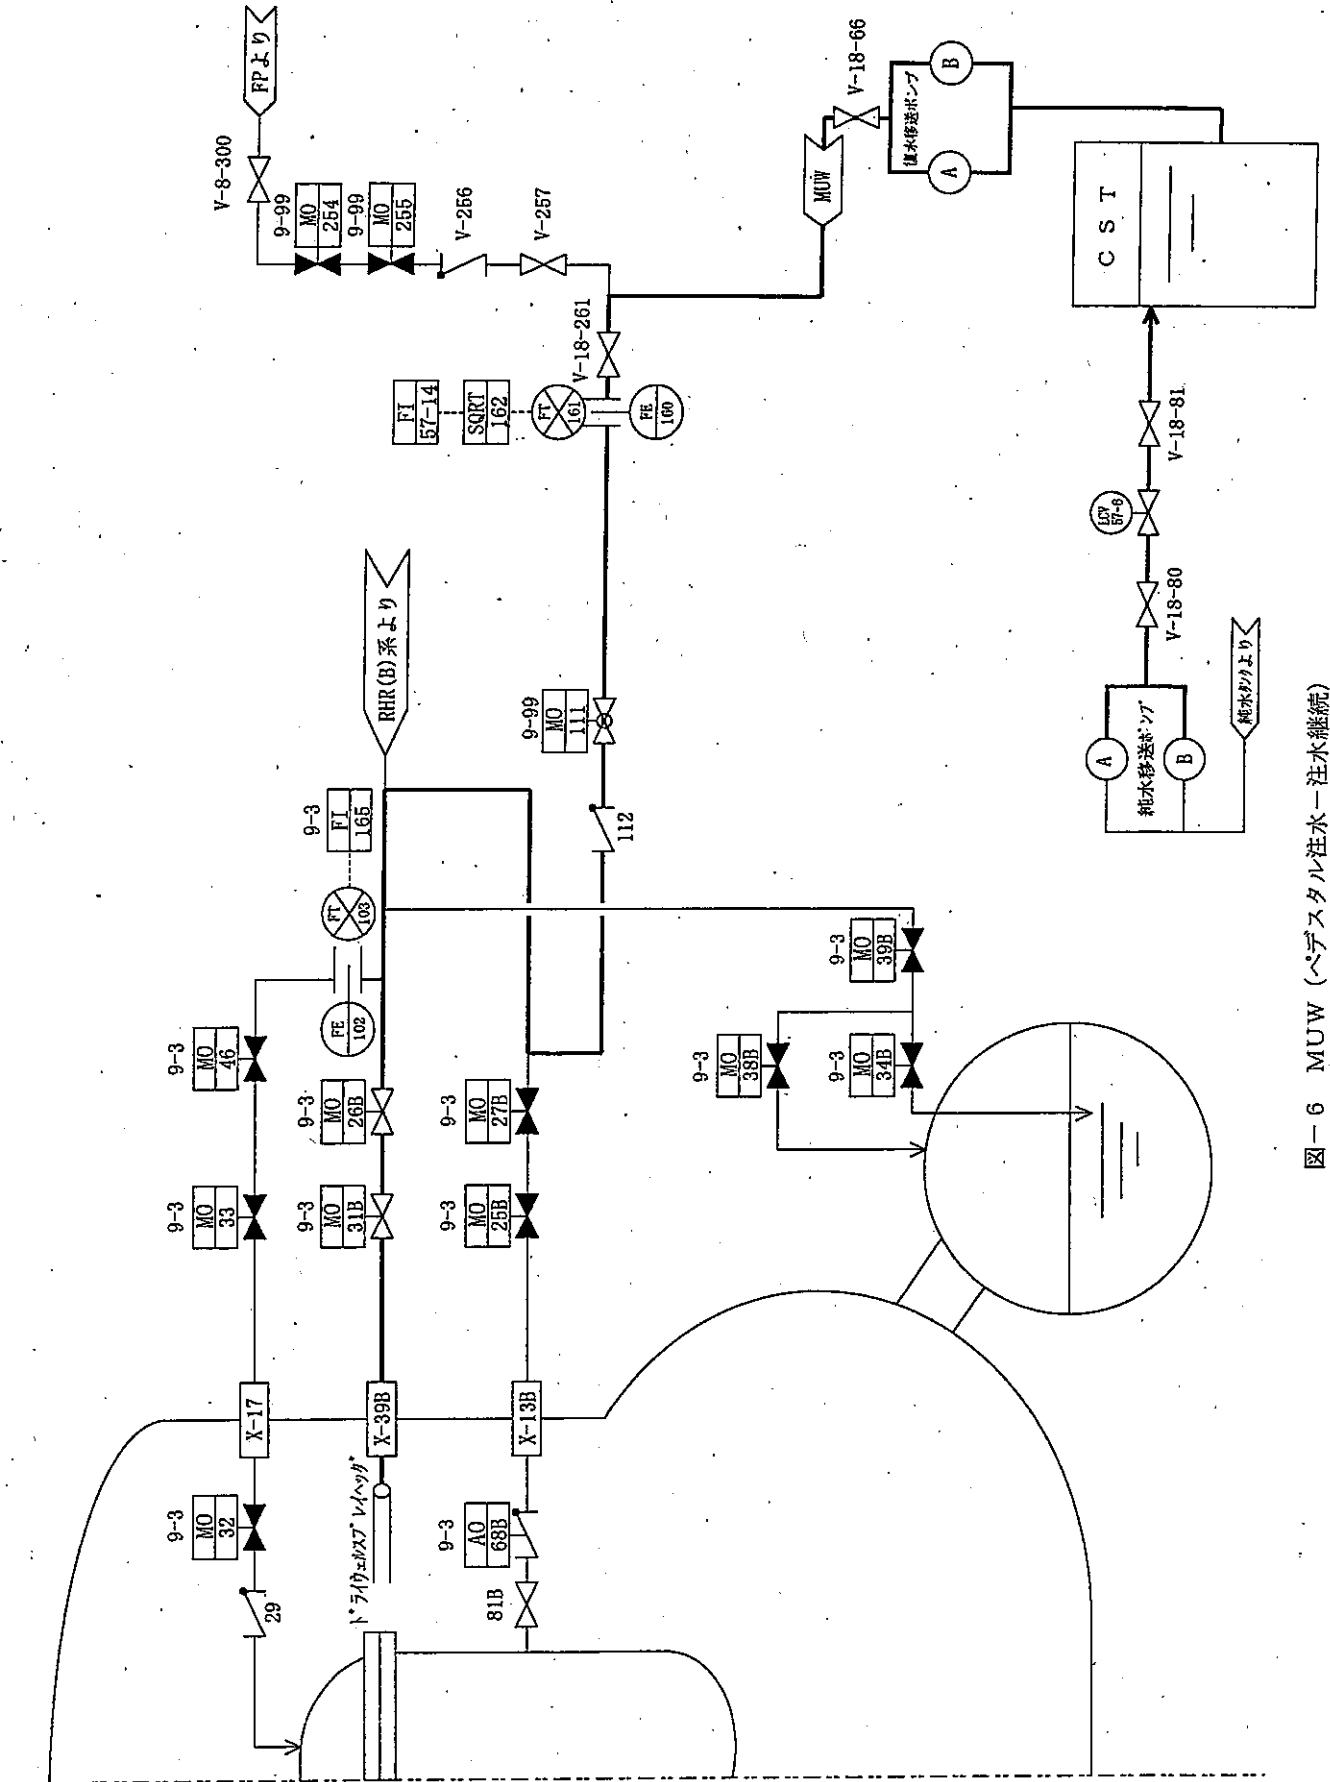 FPより
V-8-300
9-99
MO
254
9-99
MO
255
V-256
V-257
V-18-261
FI
57-14
SQRT
162
FT
161
FE
160
MUW
V-18-66
復水移送ポンプ
A
B
CST
V-18-81
LCV
57-6
V-18-80
A
B
純水移送ポンプ
純水タンクより
RHR(B)系より
9-99
MO
111
112
9-3
FI
165
FT
103
FE
102
9-3
MO
46
9-3
MO
33
9-3
MO
26B
9-3
MO
31B
9-3
MO
27B
9-3
MO
25B
9-3
MO
39B
9-3
MO
38B
9-3
MO
34B
X-17
X-39B
X-13B
9-3
MO
32
29
ドライウェルスプレイヘッダ
9-3
AO
68B
81B
図-6 MUW (ペデスタル注水-注水継続)